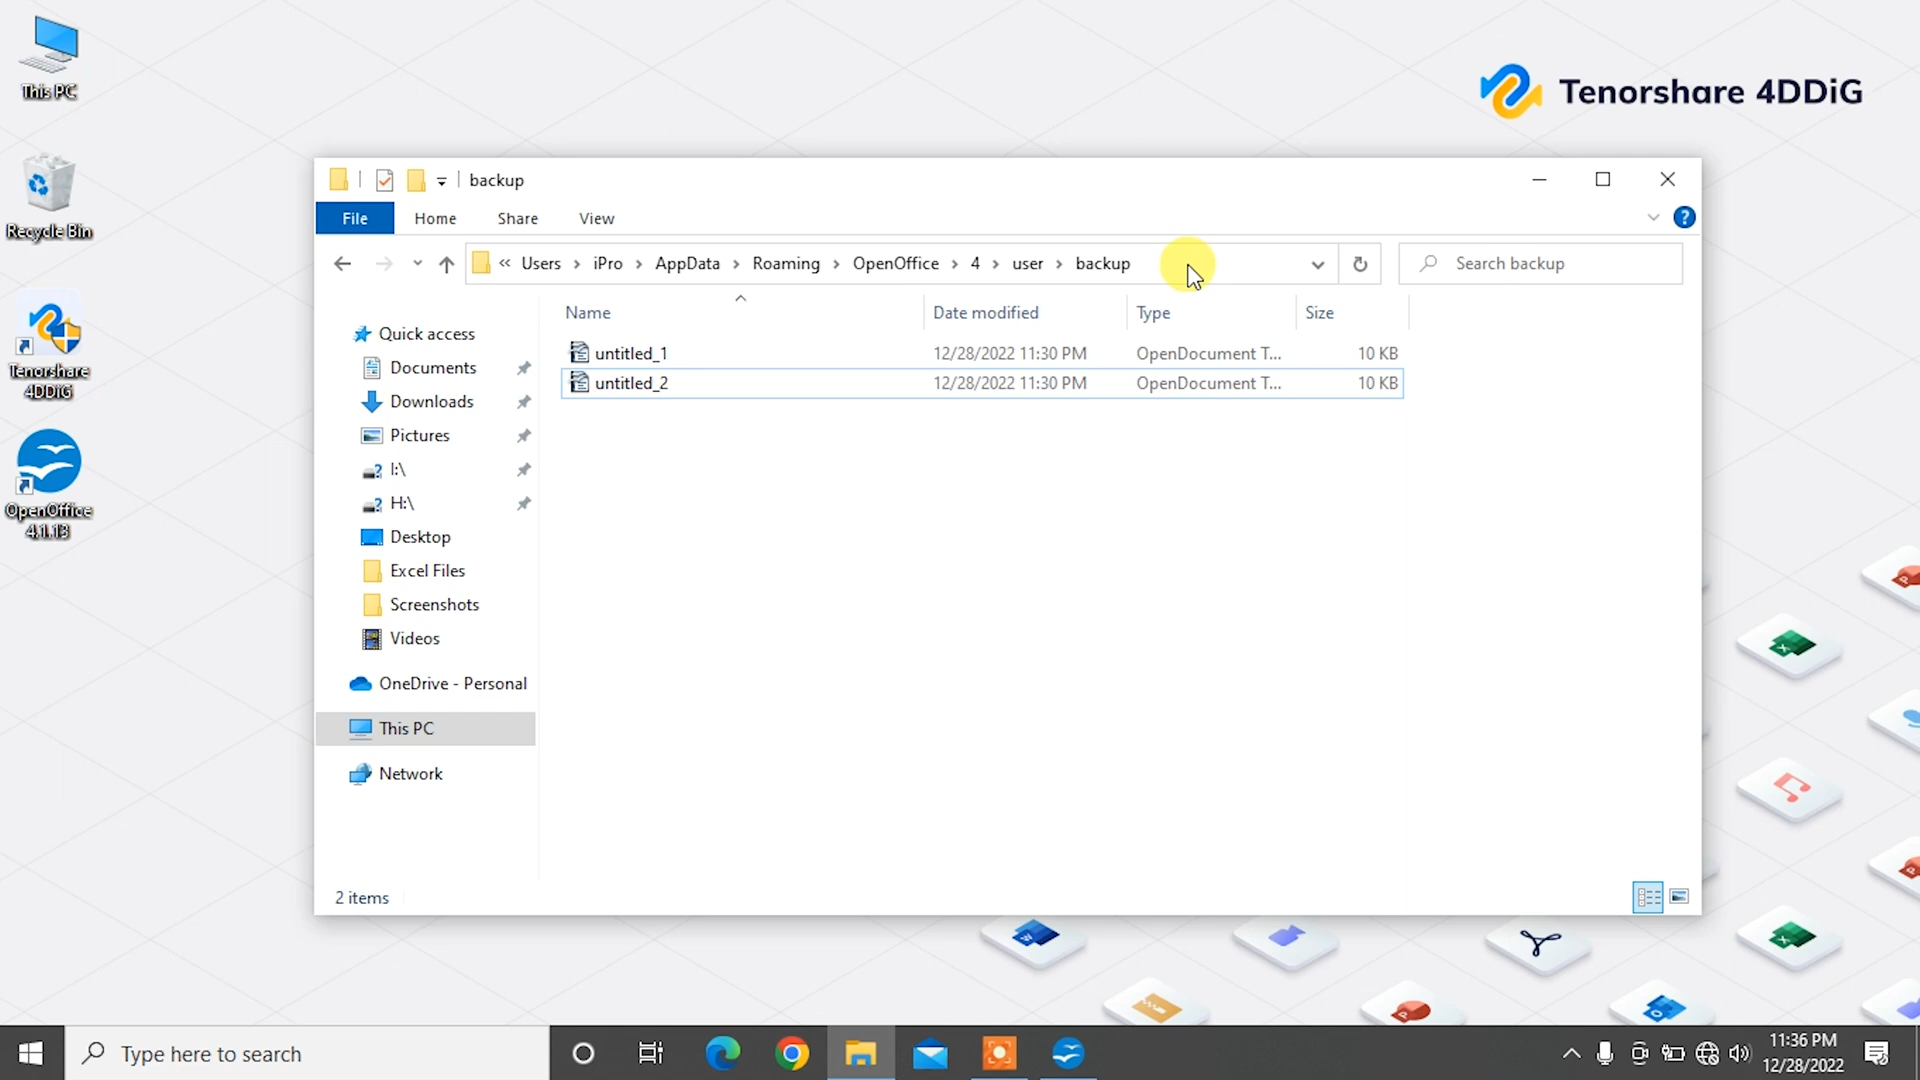 This PC
Recycle Bin
Tenorshare
4DDiG
OpenOffice
4.1.13
Tenorshare 4DDiG
backup
File Home Share View
« Users > iPro > AppData > Roaming > OpenOffice > 4 > user > backup
Search backup
Name Date modified Type Size
untitled_1 12/28/2022 11:30 PM OpenDocument T... 10 KB
untitled_2 12/28/2022 11:30 PM OpenDocument T... 10 KB
Quick access
Documents
Downloads
Pictures
I:\
H:\
Desktop
Excel Files
Screenshots
Videos
OneDrive - Personal
This PC
Network
2 items
Type here to search
11:36 PM
12/28/2022